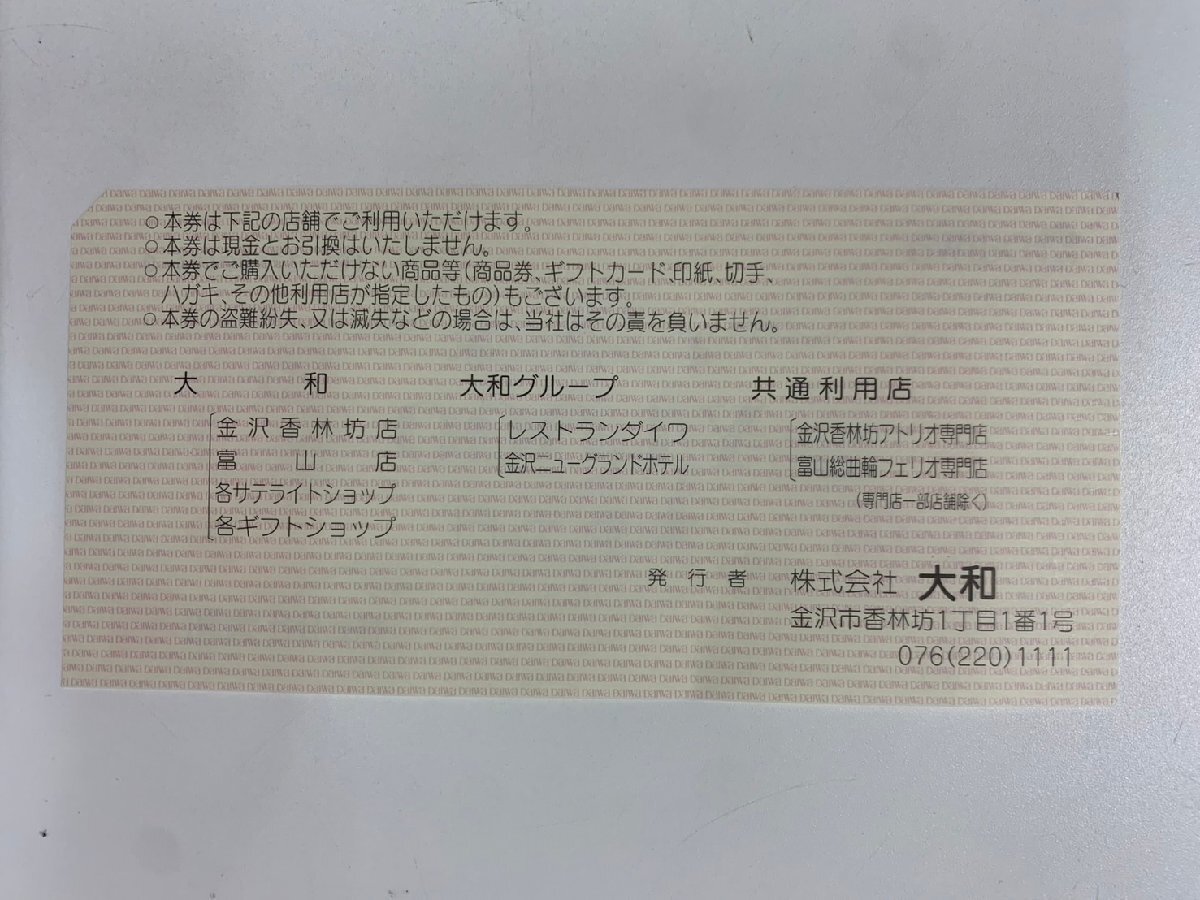 ○本券は下記の店舗でご利用いただけます。
○本券は現金とお引換はいたしません。
○本券でご購入いただけない商品等(商品券、ギフトカード、印紙、切手、
ハガキ、その他利用店が指定したもの)もございます。
○本券の盗難紛失、又は滅失などの場合は、当社はその責を負いません。
大和 大和グループ 共通利用店
金沢香林坊店 レストランダイワ 金沢香林坊アトリオ専門店
富山店 金沢ニューグランドホテル 富山総曲輪フェリオ専門店
各サテライトショップ (専門店一部店舗除く)
各ギフトショップ
発行者 株式会社 大和
金沢市香林坊1丁目1番1号
076(220)1111